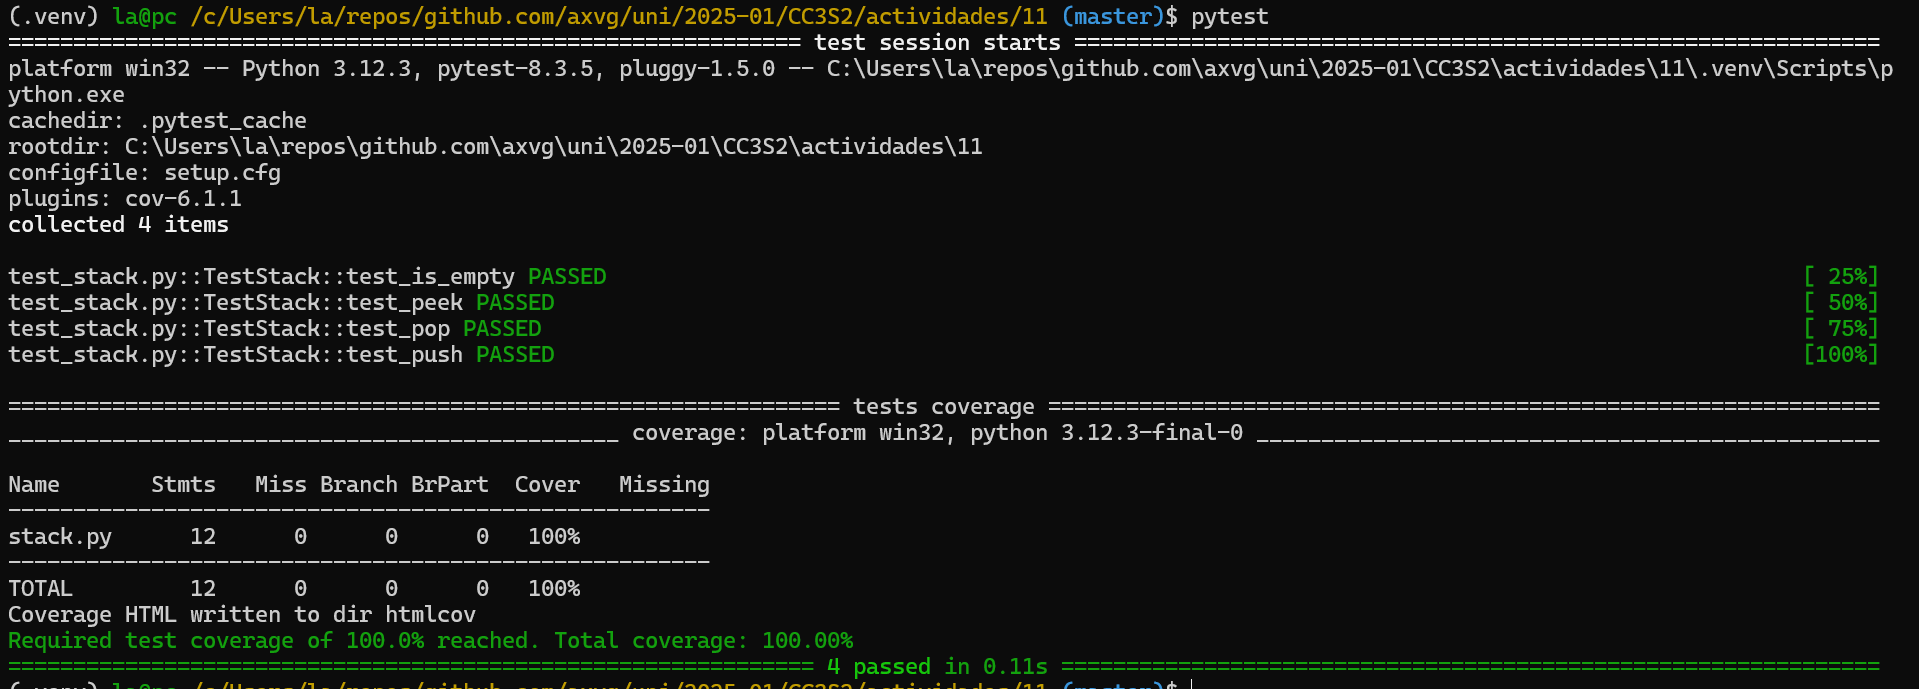 (.venv) la@pc /c/Users/la/repos/github.com/axvg/uni/2025-01/CC3S2/actividades/11 (master)$ pytest
============================================================= test session starts ==============================================================
platform win32 -- Python 3.12.3, pytest-8.3.5, pluggy-1.5.0 -- C:\Users\la\repos\github.com\axvg\uni\2025-01\CC3S2\actividades\11\.venv\Scripts\p
ython.exe
cachedir: .pytest_cache
rootdir: C:\Users\la\repos\github.com\axvg\uni\2025-01\CC3S2\actividades\11
configfile: setup.cfg
plugins: cov-6.1.1
collected 4 items
test_stack.py::TestStack::test_is_empty PASSED [ 25%]
test_stack.py::TestStack::test_peek PASSED [ 50%]
test_stack.py::TestStack::test_pop PASSED [ 75%]
test_stack.py::TestStack::test_push PASSED [100%]
================================================================ tests coverage ================================================================
_______________________________________________ coverage: platform win32, python 3.12.3-final-0 ________________________________________________
Name       Stmts   Miss Branch BrPart  Cover   Missing
------------------------------------------------------
stack.py      12      0      0      0   100%
------------------------------------------------------
TOTAL         12      0      0      0   100%
Coverage HTML written to dir htmlcov
Required test coverage of 100.0% reached. Total coverage: 100.00%
============================================================== 4 passed in 0.11s ===============================================================
(.venv) la@pc /c/Users/la/repos/github.com/axvg/uni/2025-01/CC3S2/actividades/11 (master)$